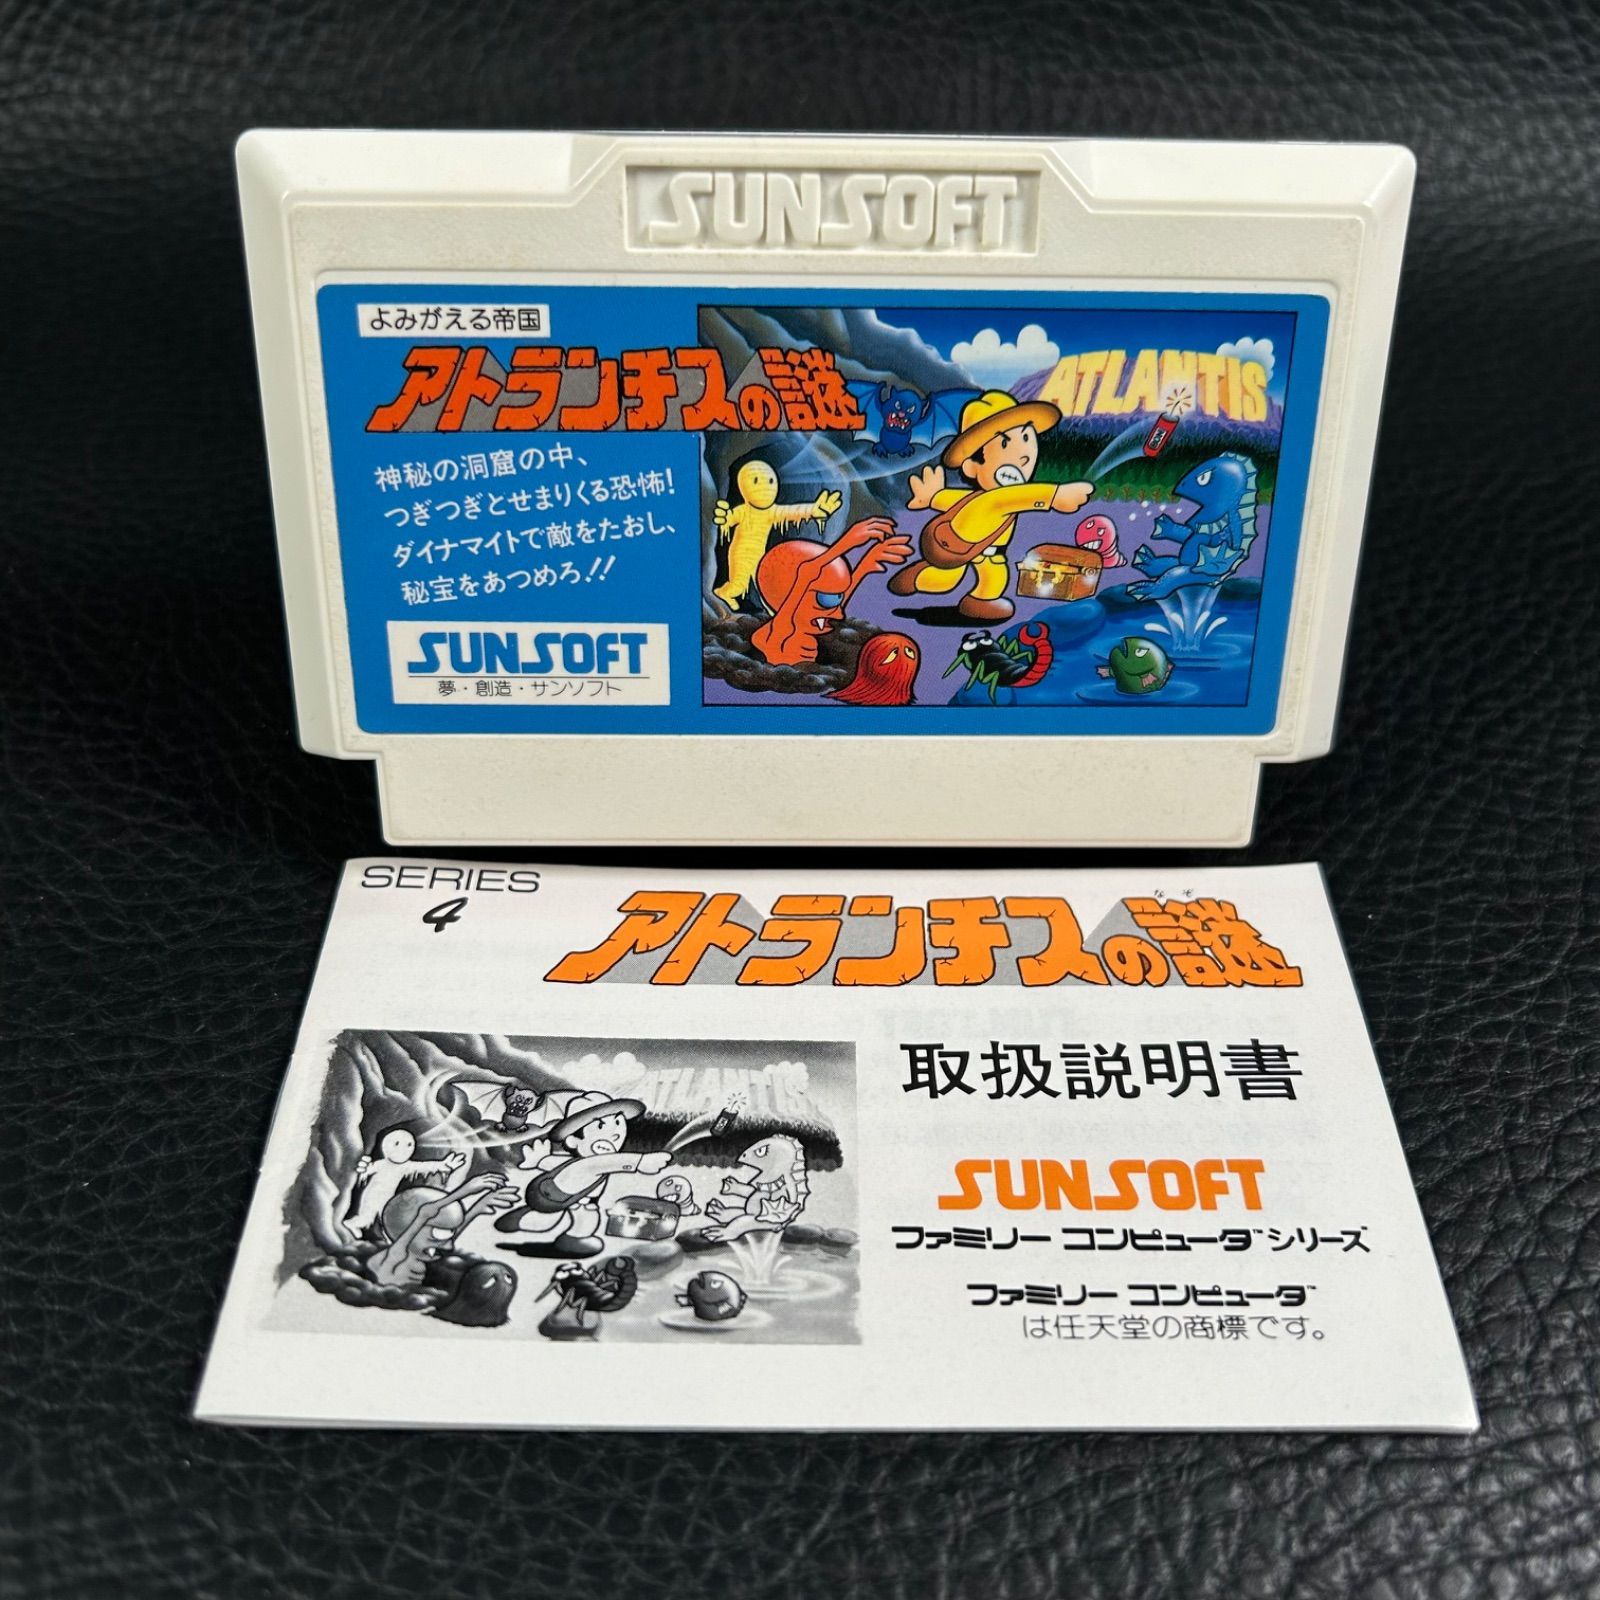 SUNSOFT
よみがえる帝国
アトランチスの謎
ATLANTIS
神秘の洞窟の中、
つぎつぎとせまりくる恐怖!
ダイナマイトで敵をたおし、
秘宝をあつめろ!!
SUNSOFT
夢・創造・サンソフト
SERIES
4
なぞ
アトランチスの謎
ATLANTIS
取扱説明書
SUNSOFT
ファミリー コンピュータ™シリーズ
ファミリー コンピュータ™
は任天堂の商標です。